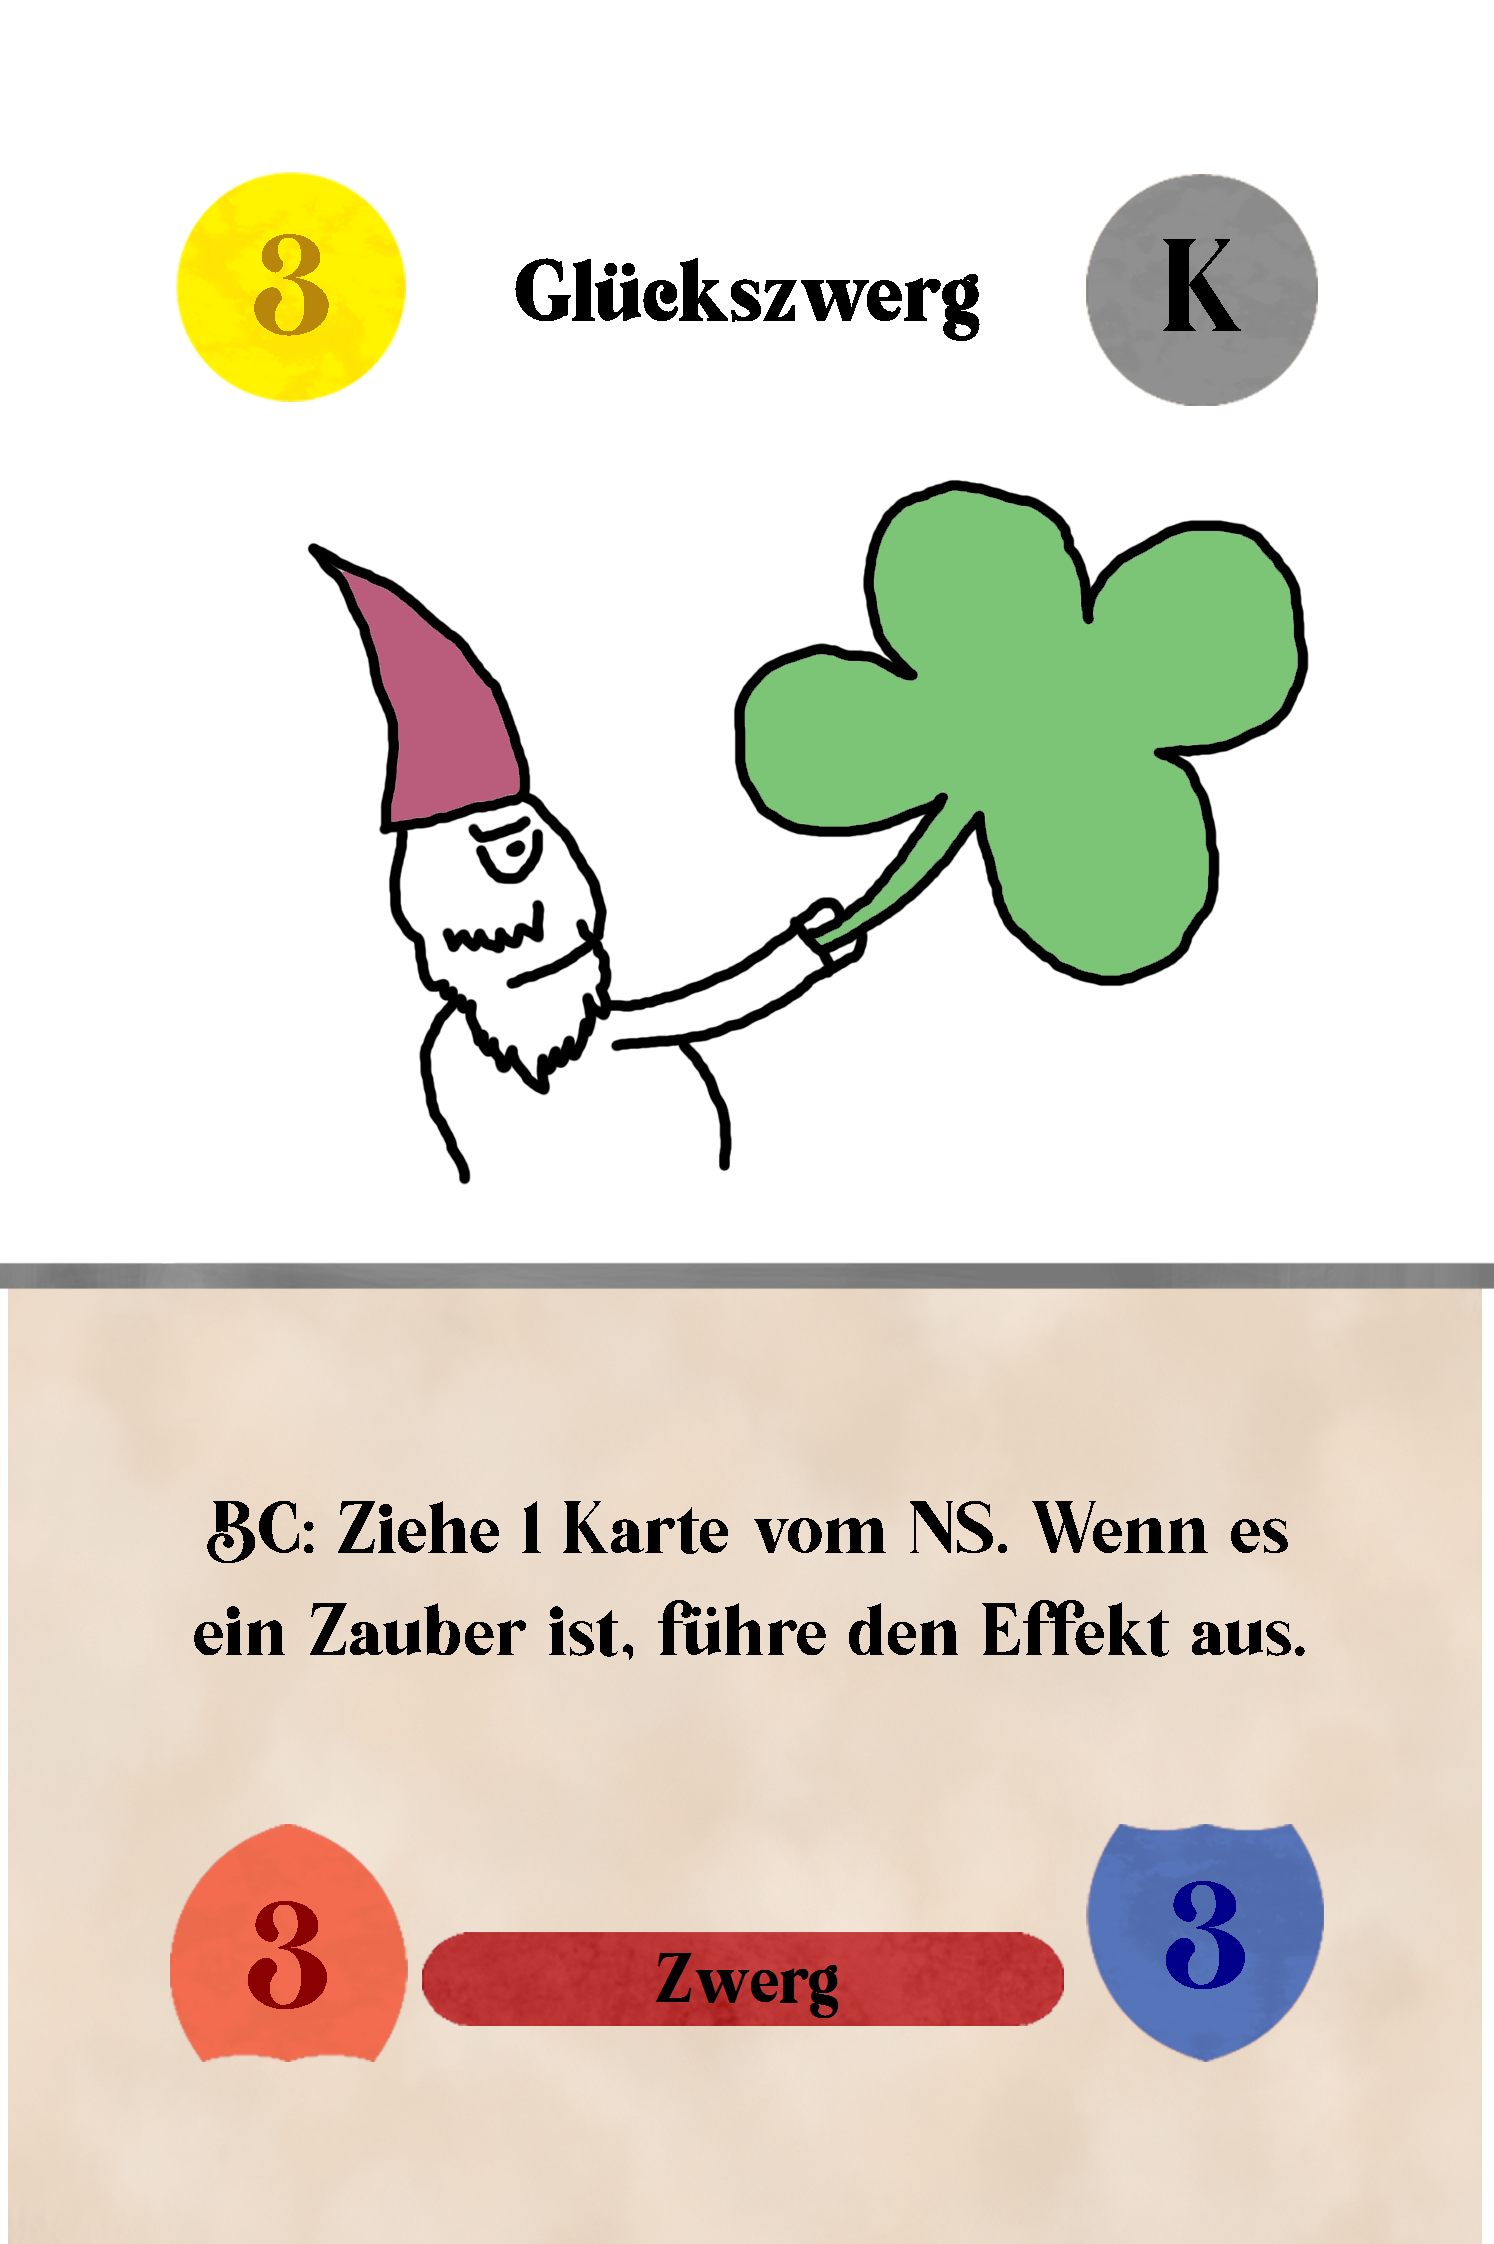 3 Glückszwerg K
BC: Ziehe 1 Karte vom NS. Wenn es
ein Zauber ist, führe den Effekt aus.
3 Zwerg 3